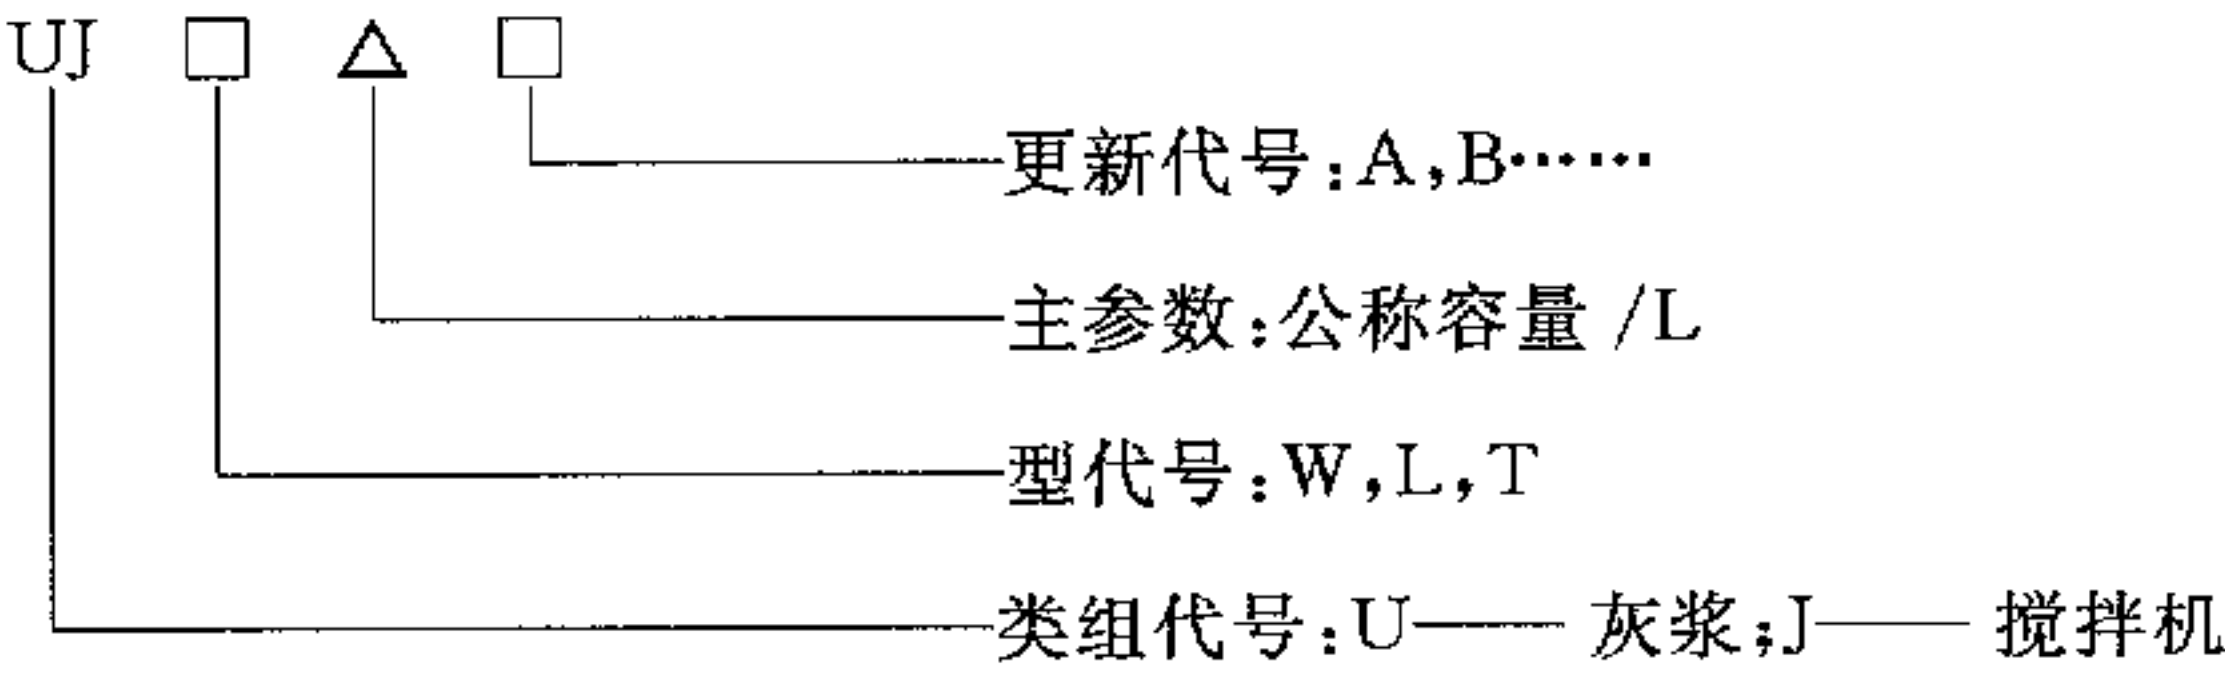 UJ □ △ □
更新代号:A,B……
主参数:公称容量 /L
型代号:W,L,T
类组代号:U—— 灰浆;J—— 搅拌机